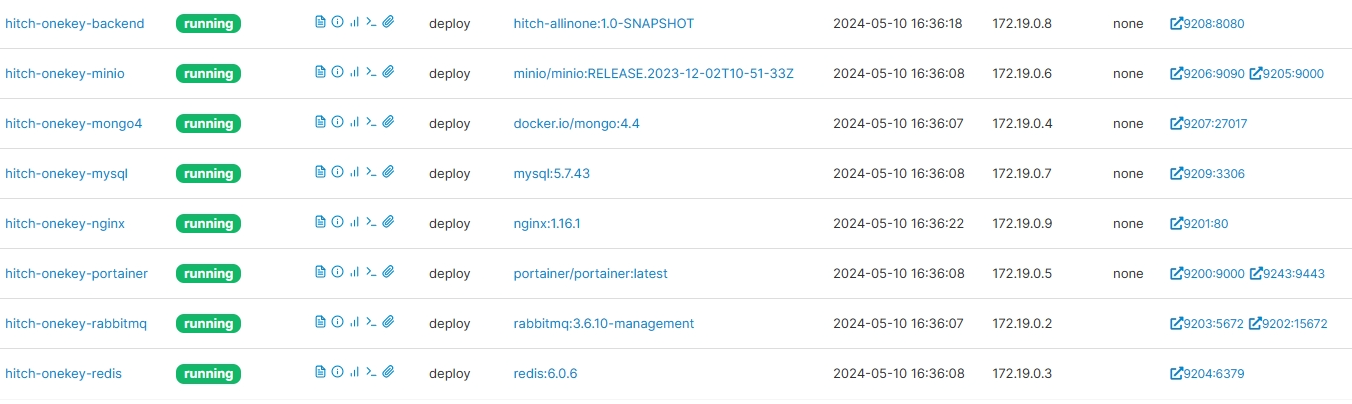 hitch-onekey-backend running deploy hitch-allinone:1.0-SNAPSHOT 2024-05-10 16:36:18 172.19.0.8 none 9208:8080
hitch-onekey-minio running deploy minio/minio:RELEASE.2023-12-02T10-51-33Z 2024-05-10 16:36:08 172.19.0.6 none 9206:9090 9205:9000
hitch-onekey-mongo4 running deploy docker.io/mongo:4.4 2024-05-10 16:36:07 172.19.0.4 none 9207:27017
hitch-onekey-mysql running deploy mysql:5.7.43 2024-05-10 16:36:08 172.19.0.7 none 9209:3306
hitch-onekey-nginx running deploy nginx:1.16.1 2024-05-10 16:36:22 172.19.0.9 none 9201:80
hitch-onekey-portainer running deploy portainer/portainer:latest 2024-05-10 16:36:08 172.19.0.5 none 9200:9000 9243:9443
hitch-onekey-rabbitmq running deploy rabbitmq:3.6.10-management 2024-05-10 16:36:07 172.19.0.2 9203:5672 9202:15672
hitch-onekey-redis running deploy redis:6.0.6 2024-05-10 16:36:08 172.19.0.3 9204:6379